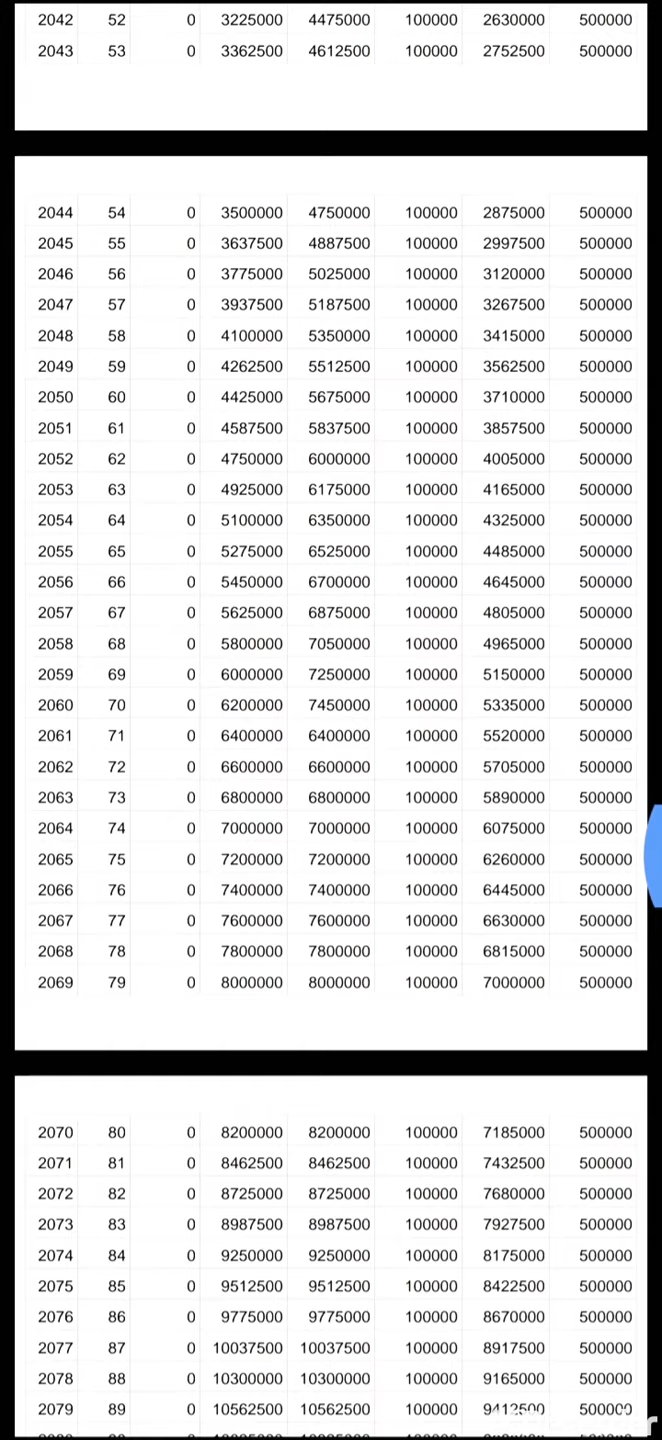 2042 52 0 3225000 4475000 100000 2630000 500000
2043 53 0 3362500 4612500 100000 2752500 500000
2044 54 0 3500000 4750000 100000 2875000 500000
2045 55 0 3637500 4887500 100000 2997500 500000
2046 56 0 3775000 5025000 100000 3120000 500000
2047 57 0 3937500 5187500 100000 3267500 500000
2048 58 0 4100000 5350000 100000 3415000 500000
2049 59 0 4262500 5512500 100000 3562500 500000
2050 60 0 4425000 5675000 100000 3710000 500000
2051 61 0 4587500 5837500 100000 3857500 500000
2052 62 0 4750000 6000000 100000 4005000 500000
2053 63 0 4925000 6175000 100000 4165000 500000
2054 64 0 5100000 6350000 100000 4325000 500000
2055 65 0 5275000 6525000 100000 4485000 500000
2056 66 0 5450000 6700000 100000 4645000 500000
2057 67 0 5625000 6875000 100000 4805000 500000
2058 68 0 5800000 7050000 100000 4965000 500000
2059 69 0 6000000 7250000 100000 5150000 500000
2060 70 0 6200000 7450000 100000 5335000 500000
2061 71 0 6400000 6400000 100000 5520000 500000
2062 72 0 6600000 6600000 100000 5705000 500000
2063 73 0 6800000 6800000 100000 5890000 500000
2064 74 0 7000000 7000000 100000 6075000 500000
2065 75 0 7200000 7200000 100000 6260000 500000
2066 76 0 7400000 7400000 100000 6445000 500000
2067 77 0 7600000 7600000 100000 6630000 500000
2068 78 0 7800000 7800000 100000 6815000 500000
2069 79 0 8000000 8000000 100000 7000000 500000
2070 80 0 8200000 8200000 100000 7185000 500000
2071 81 0 8462500 8462500 100000 7432500 500000
2072 82 0 8725000 8725000 100000 7680000 500000
2073 83 0 8987500 8987500 100000 7927500 500000
2074 84 0 9250000 9250000 100000 8175000 500000
2075 85 0 9512500 9512500 100000 8422500 500000
2076 86 0 9775000 9775000 100000 8670000 500000
2077 87 0 10037500 10037500 100000 8917500 500000
2078 88 0 10300000 10300000 100000 9165000 500000
2079 89 0 10562500 10562500 100000 9412500 500000